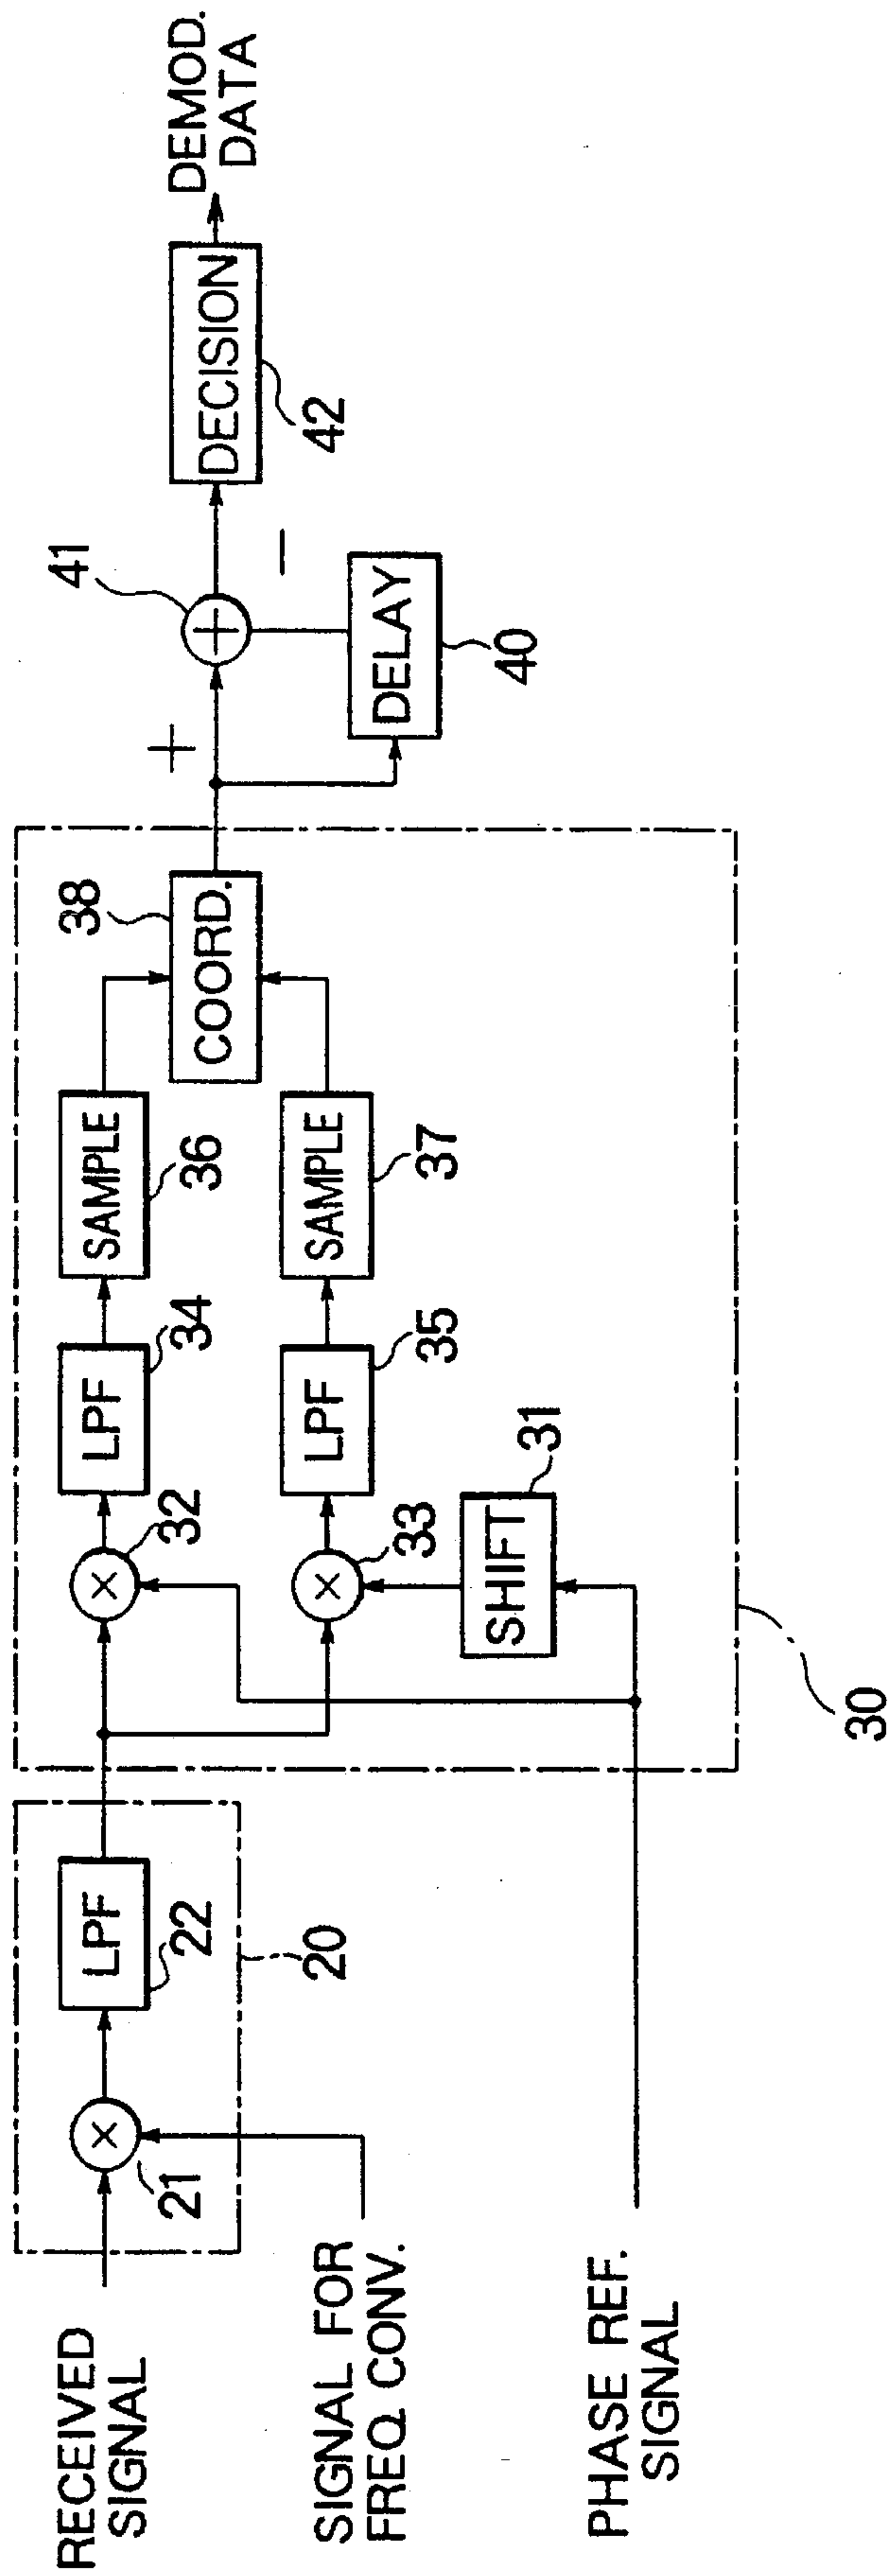 RECEIVED
SIGNAL
21
LPF
22
20
SIGNAL FOR
FREQ. CONV.
PHASE REF.
SIGNAL
32
LPF
34
SAMPLE
36
33
LPF
35
SAMPLE
37
SHIFT
31
COORD.
38
30
+
41
−
DELAY
40
DECISION
42
DEMOD.
DATA